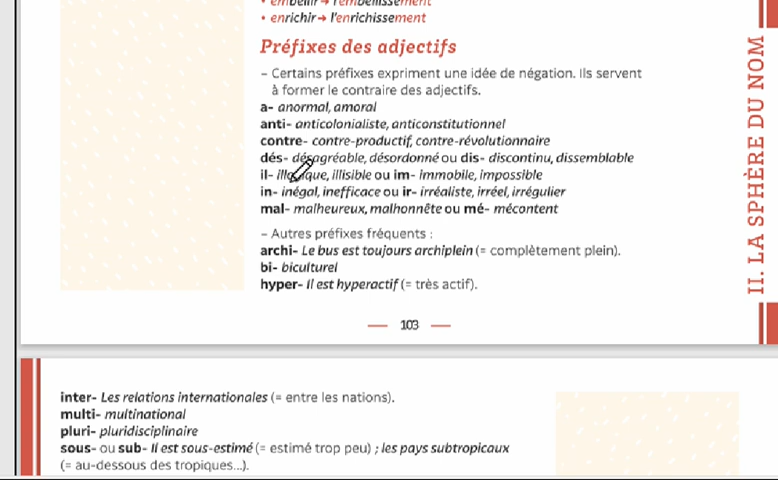 • embellir → l'embellissement
• enrichir → l'enrichissement
Préfixes des adjectifs
– Certains préfixes expriment une idée de négation. Ils servent
à former le contraire des adjectifs.
a- anormal, amoral
anti- anticolonialiste, anticonstitutionnel
contre- contre-productif, contre-révolutionnaire
dés- désagréable, désordonné ou dis- discontinu, dissemblable
il- illogique, illisible ou im- immobile, impossible
in- inégal, inefficace ou ir- irréaliste, irréel, irrégulier
mal- malheureux, malhonnête ou mé- mécontent
– Autres préfixes fréquents :
archi- Le bus est toujours archiplein (= complètement plein).
bi- biculturel
hyper- Il est hyperactif (= très actif).
103
II. LA SPHÈRE DU NOM
inter- Les relations internationales (= entre les nations).
multi- multinational
pluri- pluridisciplinaire
sous- ou sub- Il est sous-estimé (= estimé trop peu) ; les pays subtropicaux
(= au-dessous des tropiques...).